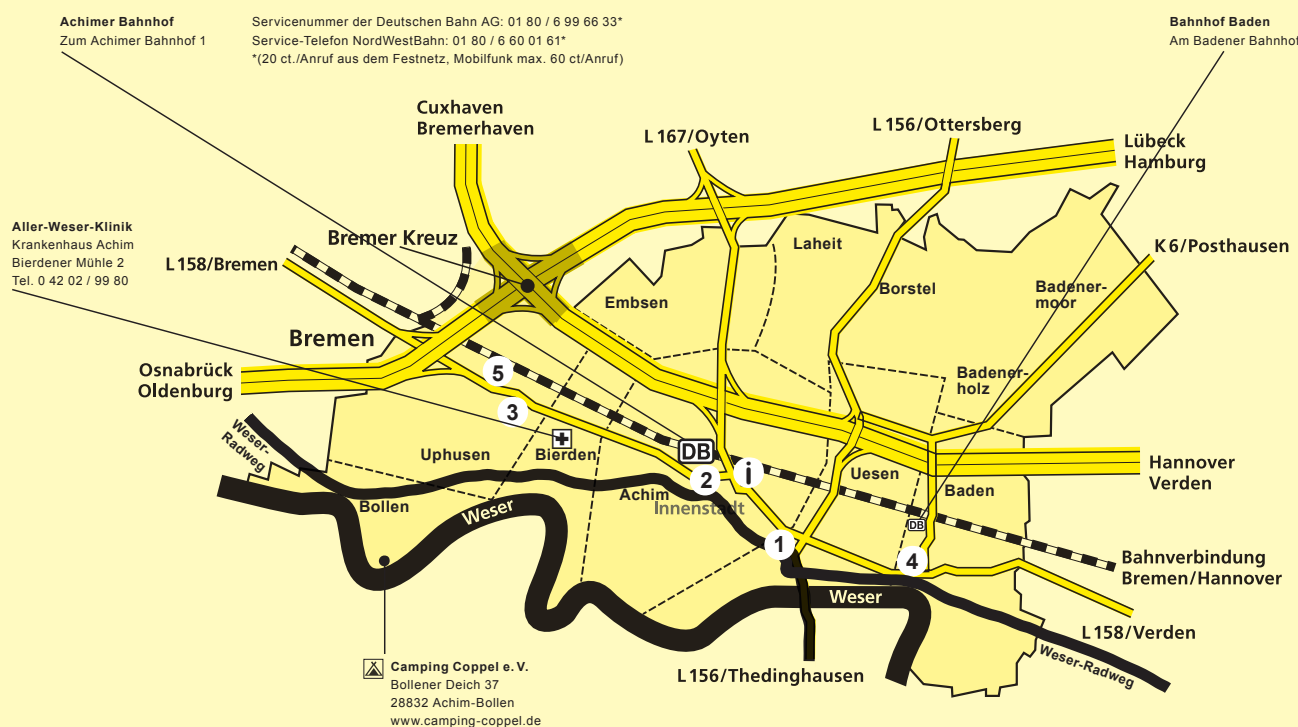 Achimer Bahnhof
Zum Achimer Bahnhof 1
Servicenummer der Deutschen Bahn AG: 01 80 / 6 99 66 33*
Service-Telefon NordWestBahn: 01 80 / 6 60 01 61*
*(20 ct./Anruf aus dem Festnetz, Mobilfunk max. 60 ct/Anruf)
Bahnhof Baden
Am Badener Bahnhof
Cuxhaven
Bremerhaven
L 167/Oyten
L 156/Ottersberg
Lübeck
Hamburg
Aller-Weser-Klinik
Krankenhaus Achim
Bierdener Mühle 2
Tel. 0 42 02 / 99 80
Bremer Kreuz
L 158/Bremen
Laheit
K 6/Posthausen
Embsen
Borstel
Badener-
moor
Bremen
Osnabrück
Oldenburg
5
3
Badener-
holz
Weser-
Radweg
Uphusen
Bierden
DB
i
2
Uesen
Baden
Hannover
Verden
Bollen
Weser
Achim
Innenstadt
DB
1
4
Bahnverbindung
Bremen/Hannover
Weser
L 158/Verden
Weser-Radweg
L 156/Thedinghausen
Camping Coppel e. V.
Bollener Deich 37
28832 Achim-Bollen
www.camping-coppel.de